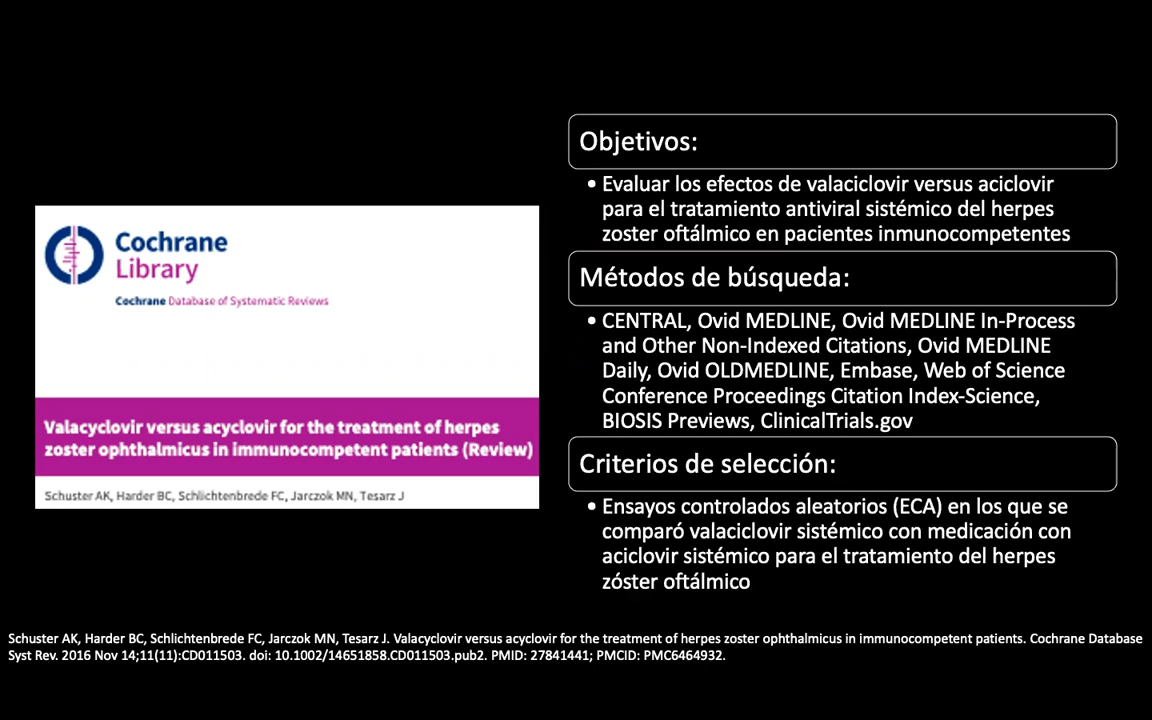 Cochrane
Library
Cochrane Database of Systematic Reviews
Valacyclovir versus acyclovir for the treatment of herpes
zoster ophthalmicus in immunocompetent patients (Review)
Schuster AK, Harder BC, Schlichtenbrede FC, Jarczok MN, Tesarz J
Objetivos:
• Evaluar los efectos de valaciclovir versus aciclovir
para el tratamiento antiviral sistémico del herpes
zoster oftálmico en pacientes inmunocompetentes
Métodos de búsqueda:
• CENTRAL, Ovid MEDLINE, Ovid MEDLINE In-Process
and Other Non-Indexed Citations, Ovid MEDLINE
Daily, Ovid OLDMEDLINE, Embase, Web of Science
Conference Proceedings Citation Index-Science,
BIOSIS Previews, ClinicalTrials.gov
Criterios de selección:
• Ensayos controlados aleatorios (ECA) en los que se
comparó valaciclovir sistémico con medicación con
aciclovir sistémico para el tratamiento del herpes
zóster oftálmico
Schuster AK, Harder BC, Schlichtenbrede FC, Jarczok MN, Tesarz J. Valacyclovir versus acyclovir for the treatment of herpes zoster ophthalmicus in immunocompetent patients. Cochrane Database
Syst Rev. 2016 Nov 14;11(11):CD011503. doi: 10.1002/14651858.CD011503.pub2. PMID: 27841441; PMCID: PMC6464932.